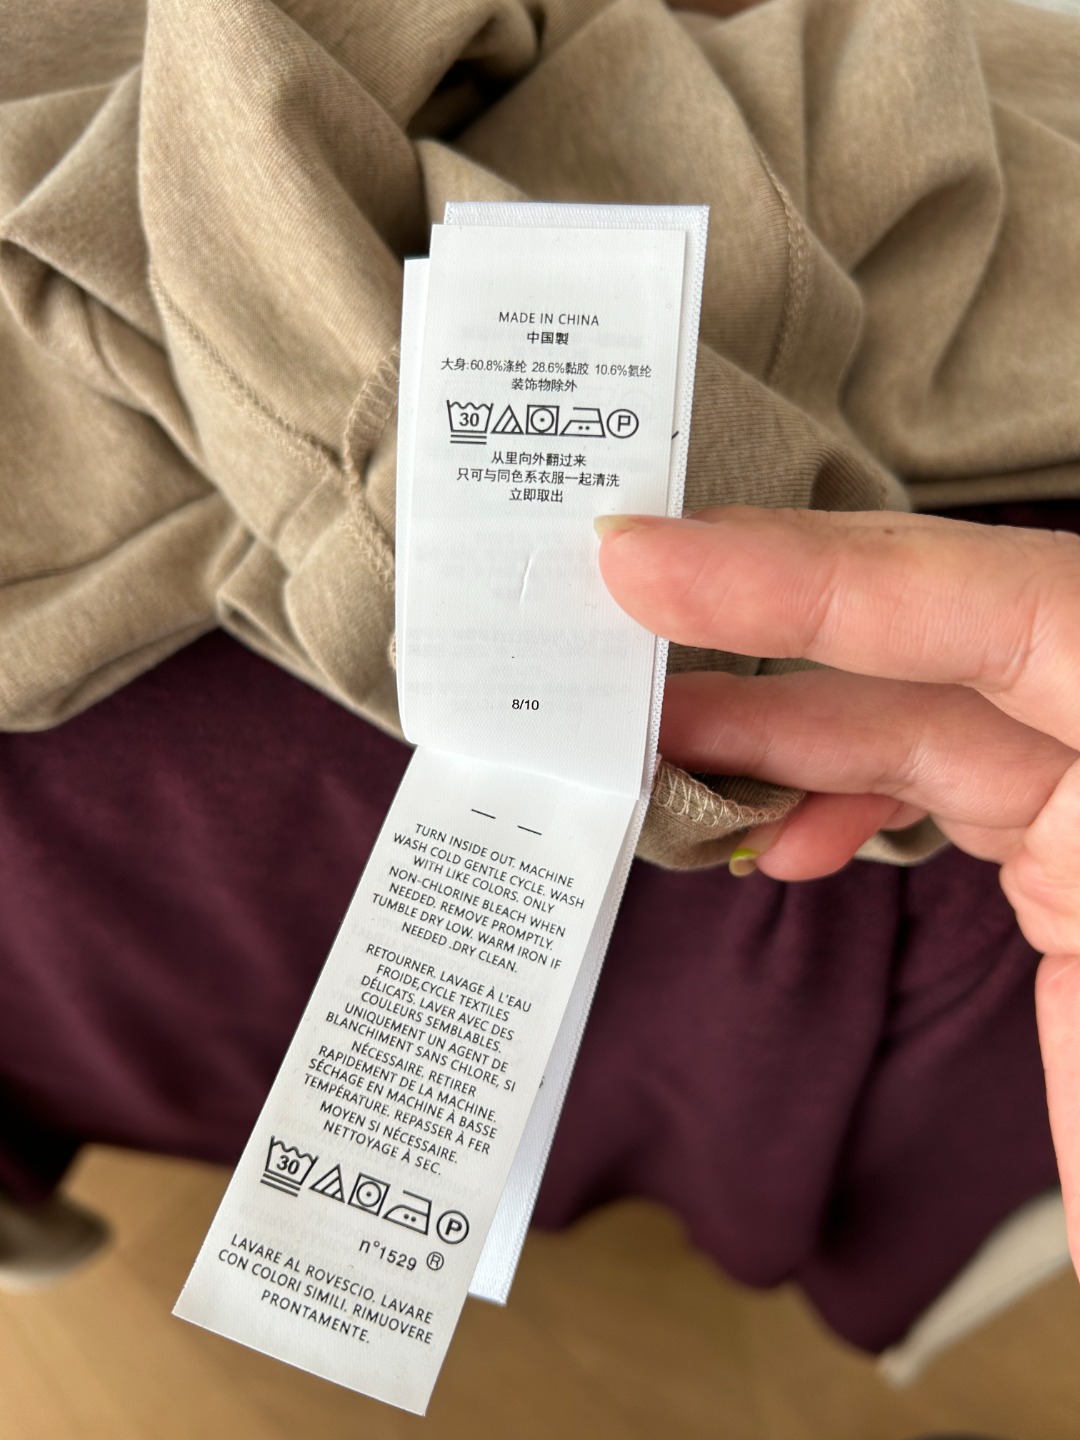 MADE IN CHINA
中国製
大身:60.8%涤纶 28.6%黏胶 10.6%氨纶
装饰物除外
30 P
从里向外翻过来
只可与同色系衣服一起清洗
立即取出
8/10
TURN INSIDE OUT. MACHINE
WASH COLD GENTLE CYCLE. WASH
WITH LIKE COLORS. ONLY
NON-CHLORINE BLEACH WHEN
NEEDED. REMOVE PROMPTLY.
TUMBLE DRY LOW. WARM IRON IF
NEEDED .DRY CLEAN.
RETOURNER. LAVAGE À L'EAU
FROIDE,CYCLE TEXTILES
DÉLICATS. LAVER AVEC DES
COULEURS SEMBLABLES.
UNIQUEMENT UN AGENT DE
BLANCHIMENT SANS CHLORE, SI
NÉCESSAIRE. RETIRER
RAPIDEMENT DE LA MACHINE.
SÉCHAGE EN MACHINE À BASSE
TEMPÉRATURE. REPASSER À FER
MOYEN SI NÉCESSAIRE.
NETTOYAGE À SEC.
30 P
n°1529 ®
LAVARE AL ROVESCIO. LAVARE
CON COLORI SIMILI. RIMUOVERE
PRONTAMENTE.